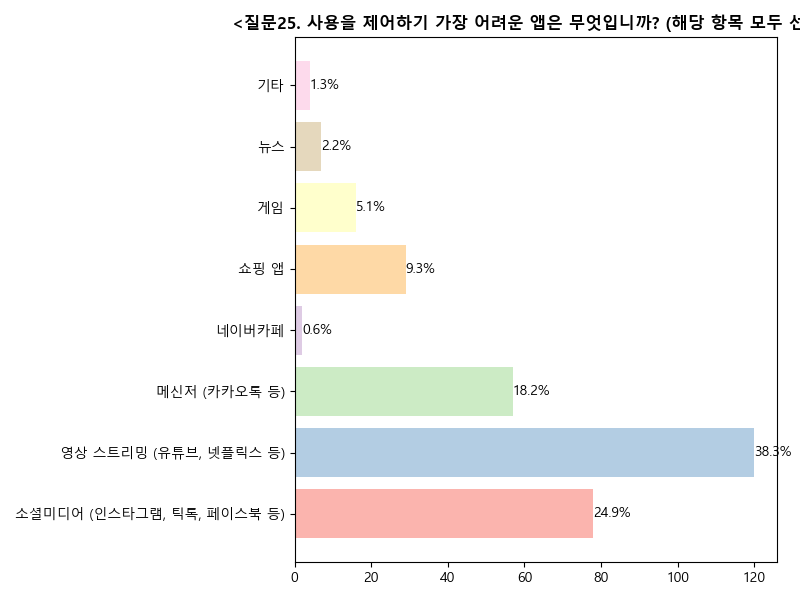 <질문25. 사용을 제어하기 가장 어려운 앱은 무엇입니까? (해당 항목 모두 선
기타
1.3%
뉴스
2.2%
게임
5.1%
쇼핑 앱
9.3%
네이버카페
0.6%
메신저 (카카오톡 등)
18.2%
영상 스트리밍 (유튜브, 넷플릭스 등)
38.3%
소셜미디어 (인스타그램, 틱톡, 페이스북 등)
24.9%
0 20 40 60 80 100 120